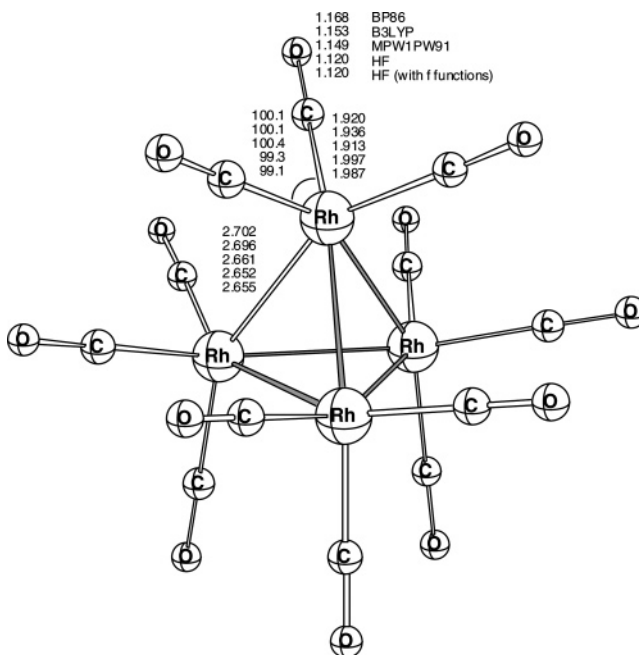 1.168 BP86
1.153 B3LYP
O 1.149 MPW1PW91
1.120 HF
1.120 HF (with f functions)
100.1 C 1.920
100.1 1.936
100.4 1.913
99.3 1.997
99.1 1.987
O C C O
Rh
2.702
2.696
2.661
2.652
2.655
O O
C C
O C Rh Rh C O
O C Rh C O
C C
O O
C
O